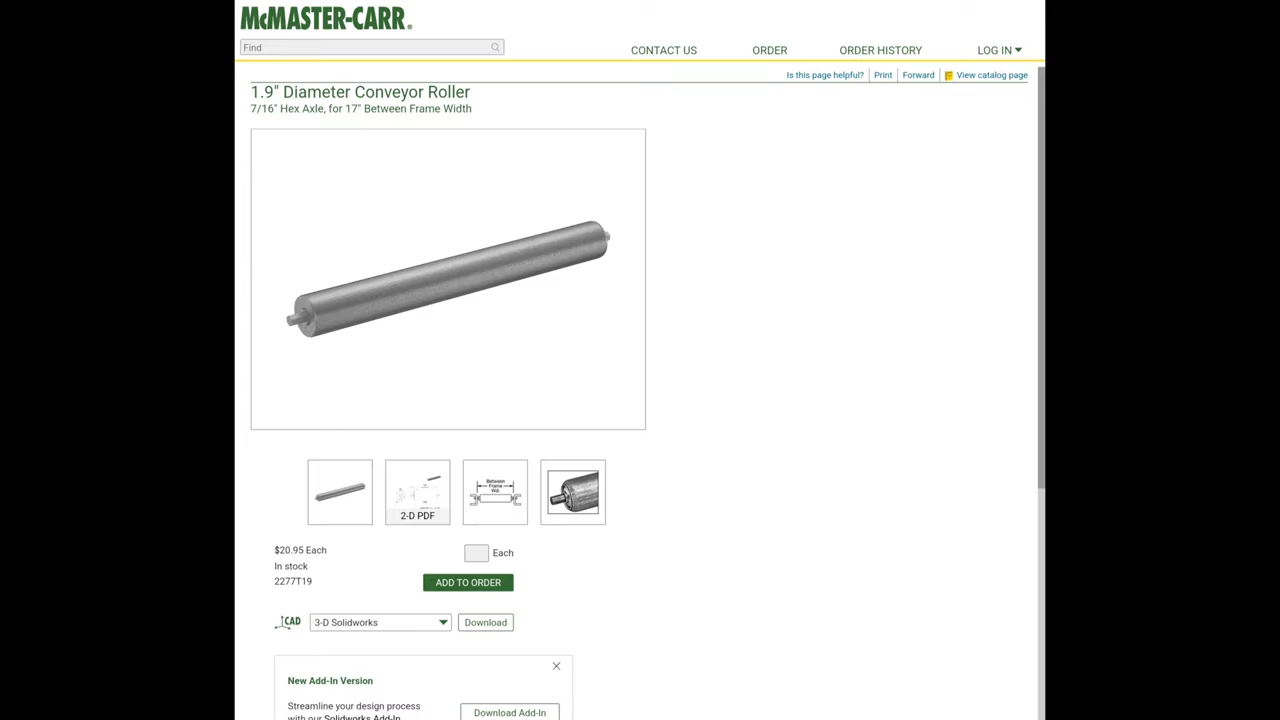 McMASTER-CARR®
Find
CONTACT US
ORDER
ORDER HISTORY
LOG IN
Is this page helpful?
Print
Forward
View catalog page
1.9" Diameter Conveyor Roller
7/16" Hex Axle, for 17" Between Frame Width
2-D PDF
Between
Frame
Wd.
$20.95 Each
In stock
2277T19
Each
ADD TO ORDER
CAD
3-D Solidworks
Download
New Add-In Version
Streamline your design process
with our Solidworks Add-In
Download Add-In